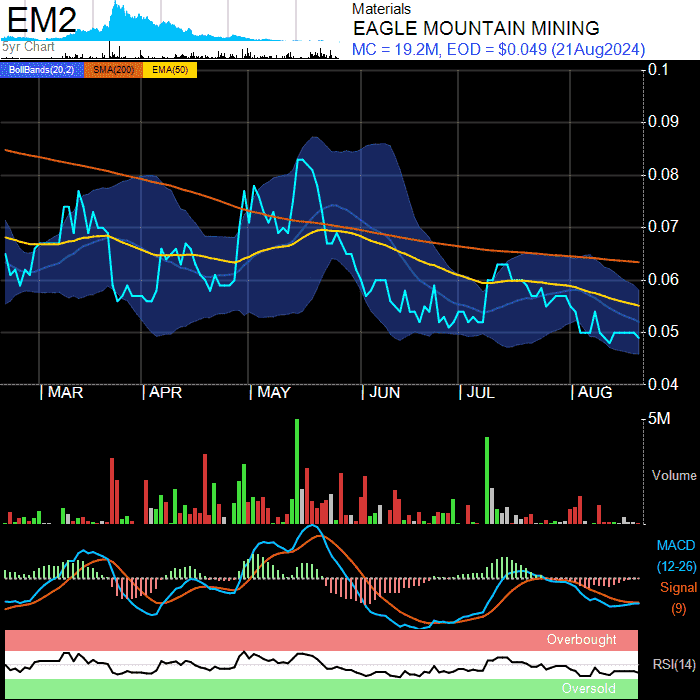 EM2
5yr Chart
Materials
EAGLE MOUNTAIN MINING
MC = 19.2M, EOD = $0.049 (21Aug2024)
BollBands(20,2) SMA(200) EMA(50)
0.1
0.09
0.08
0.07
0.06
0.05
0.04
MAR APR MAY JUN JUL AUG
5M
Volume
MACD
(12-26)
Signal
(9)
Overbought
RSI(14)
Oversold